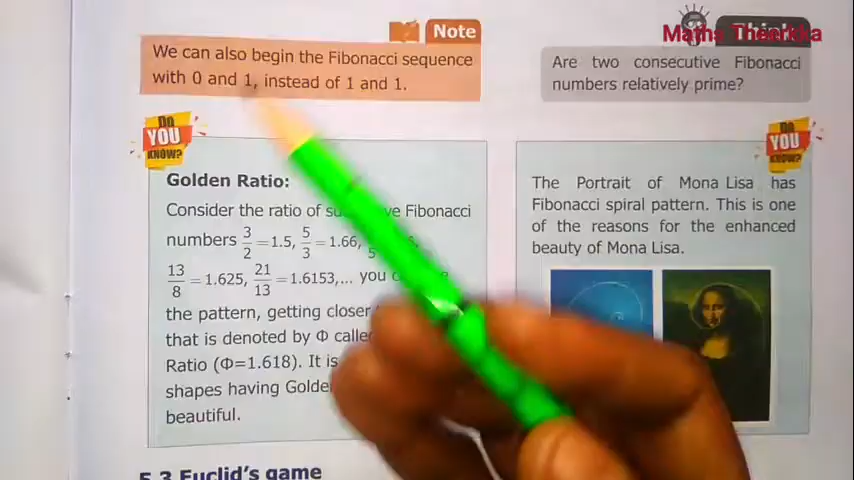 Note
We can also begin the Fibonacci sequence
with 0 and 1, instead of 1 and 1.
Maths Theerkka
Think
Are two consecutive Fibonacci
numbers relatively prime?
Do
YOU
KNOW?
Golden Ratio:
Consider the ratio of Fibonacci
numbers 3/2 =1.5, 5/3 =1.66,
13/8 =1.625, 21/13 =1.6153,... you
the pattern, getting closer
that is denoted by Φ
Ratio (Φ=1.618). It is
shapes having
beautiful.
Do
YOU
KNOW?
The Portrait of Mona Lisa has
Fibonacci spiral pattern. This is one
of the reasons for the enhanced
beauty of Mona Lisa.
5.3 Euclid's game